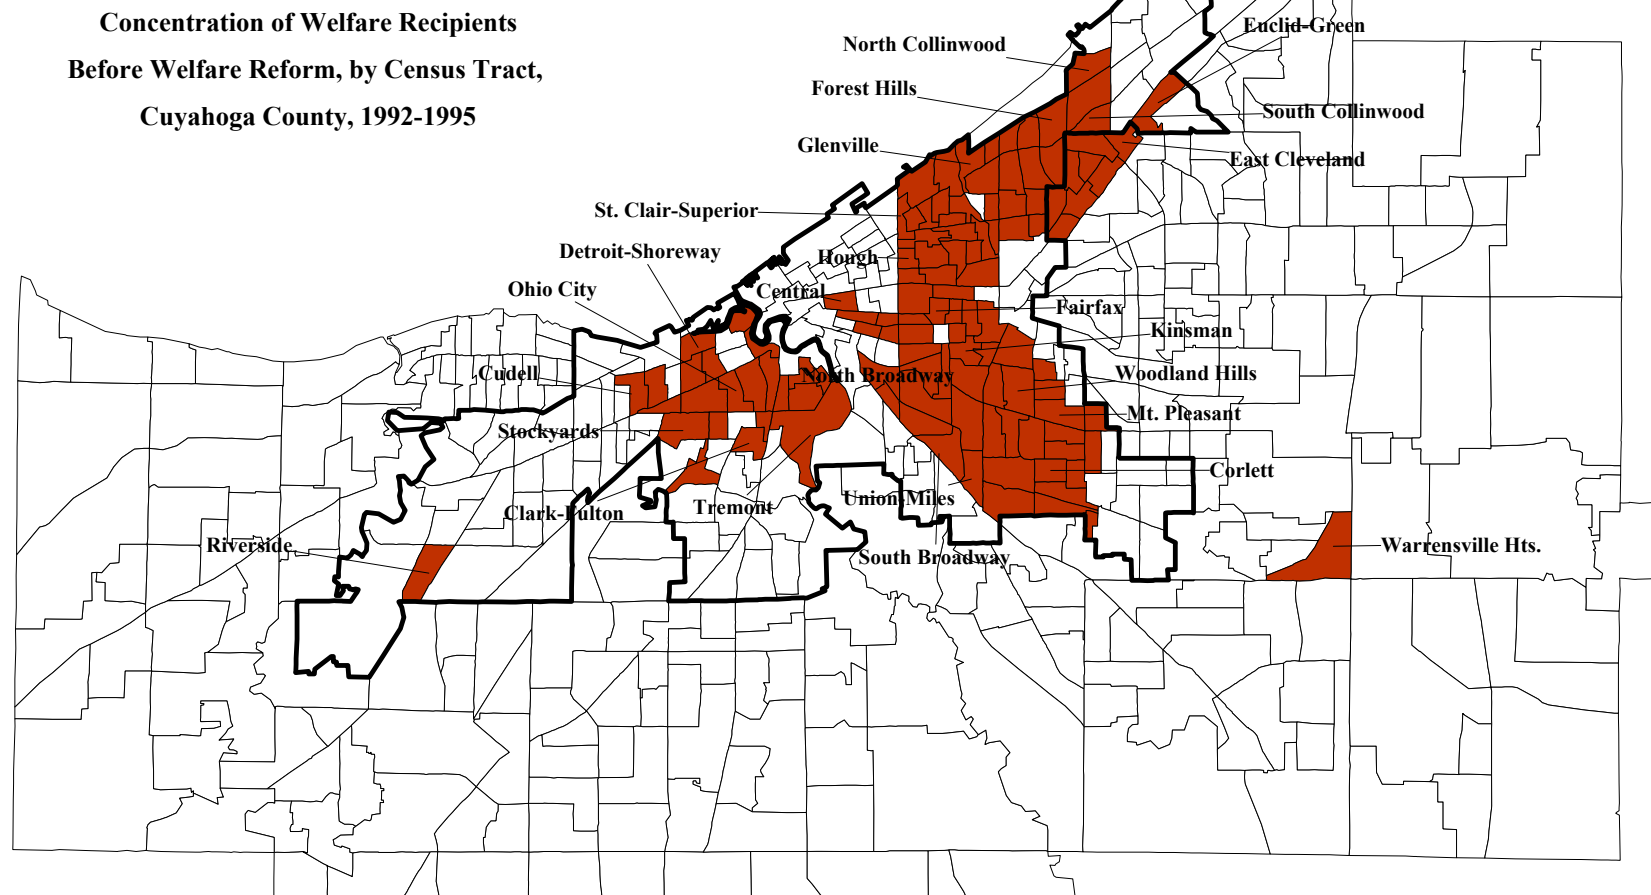 Concentration of Welfare Recipients
Before Welfare Reform, by Census Tract,
Cuyahoga County, 1992-1995
Euclid-Green
North Collinwood
Forest Hills
South Collinwood
Glenville
East Cleveland
St. Clair-Superior
Detroit-Shoreway
Hough
Ohio City
Central
Fairfax
Kinsman
Cudell
North Broadway
Woodland Hills
Mt. Pleasant
Stockyards
Corlett
Union-Miles
Clark-Fulton
Tremont
Riverside
South Broadway
Warrensville Hts.